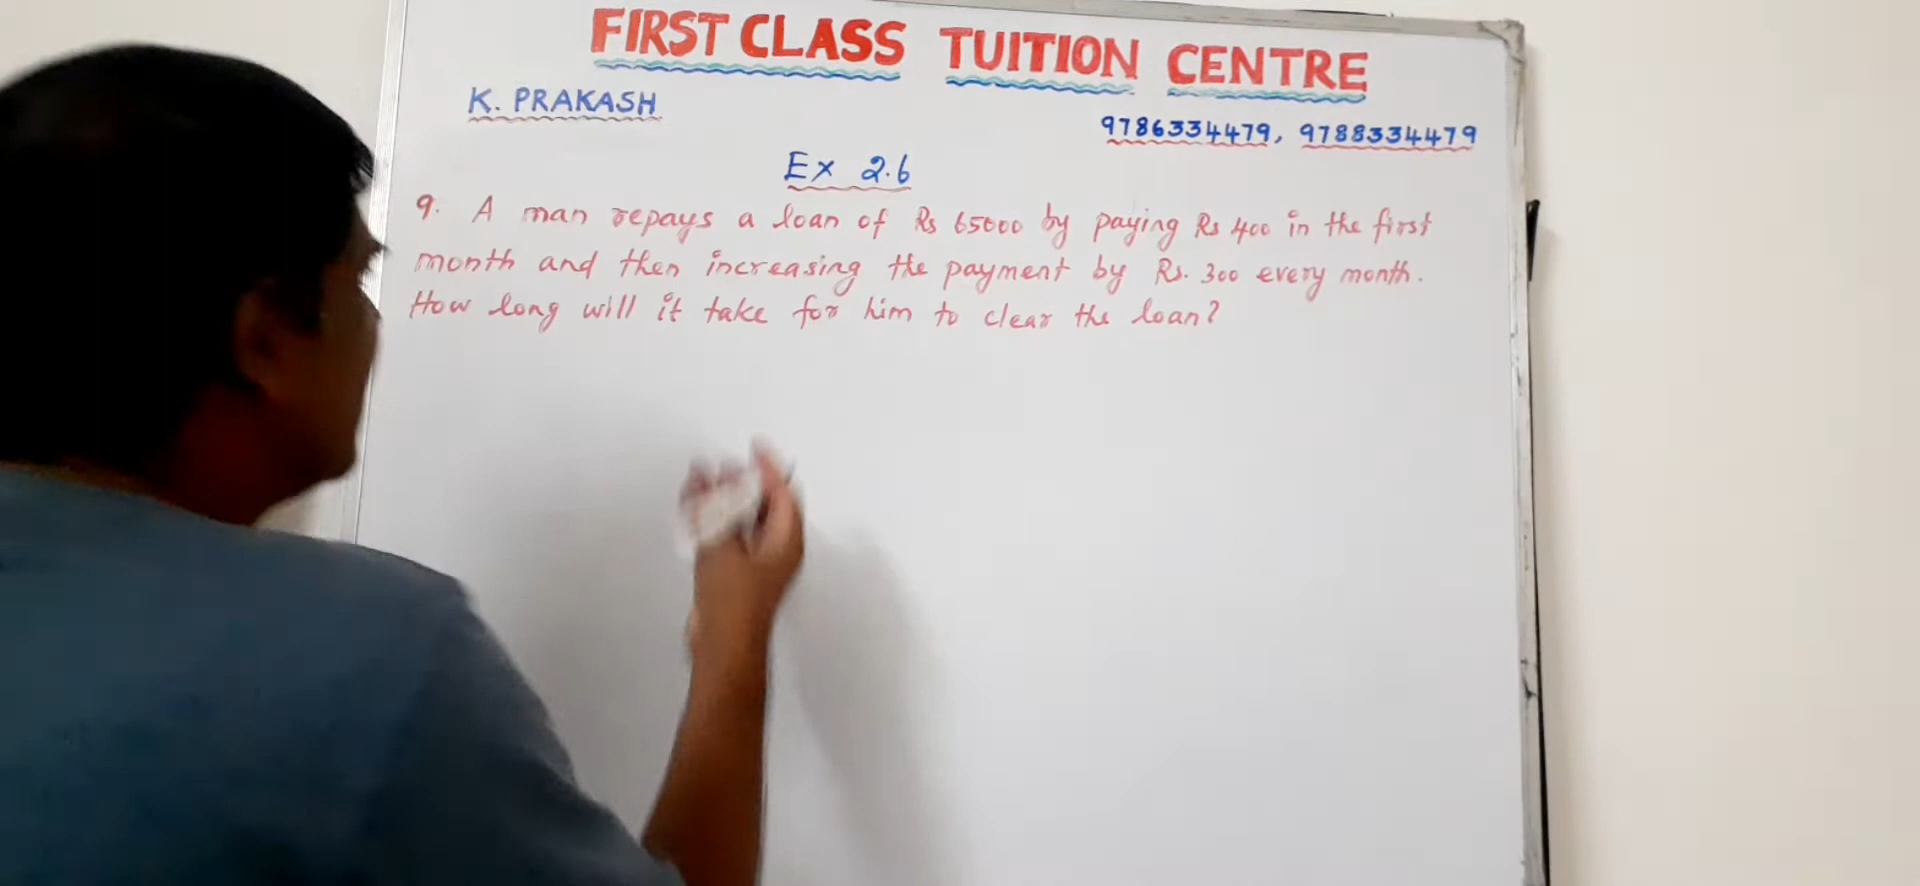 FIRST CLASS TUITION CENTRE
K. PRAKASH
9786334479, 9788334479
Ex 2.6
9. A man repays a loan of Rs 65000 by paying Rs 400 in the first
month and then increasing the payment by Rs. 300 every month.
How long will it take for him to clear the loan?